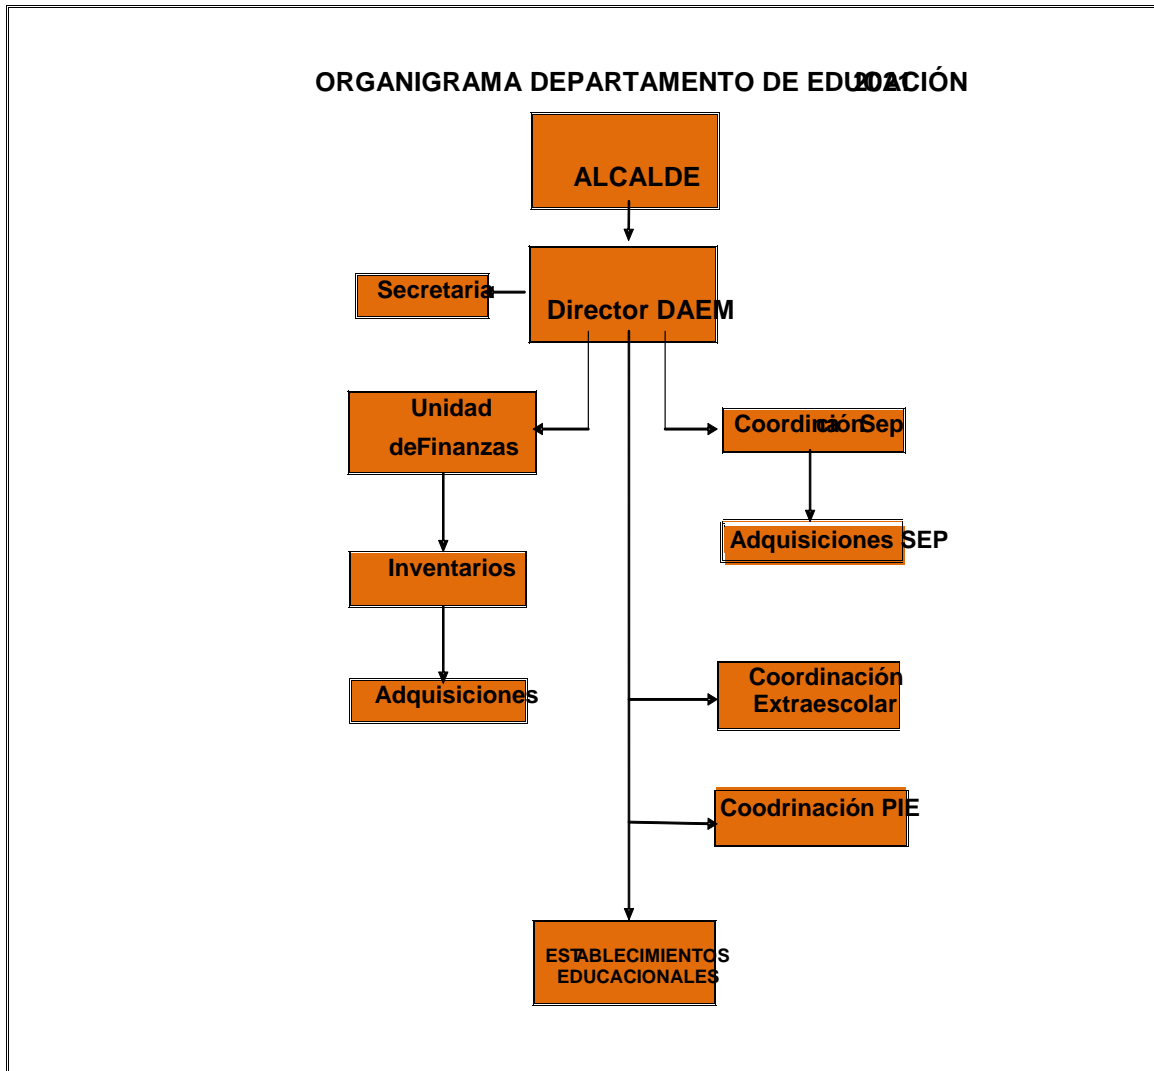 ORGANIGRAMA DEPARTAMENTO DE EDUCACIÓN 2021
ALCALDE
Secretaria
Director DAEM
Unidad
deFinanzas
Coordinación Sep
Adquisiciones SEP
Inventarios
Adquisiciones
Coordinación
Extraescolar
Coodrinación PIE
ESTABLECIMIENTOS
EDUCACIONALES